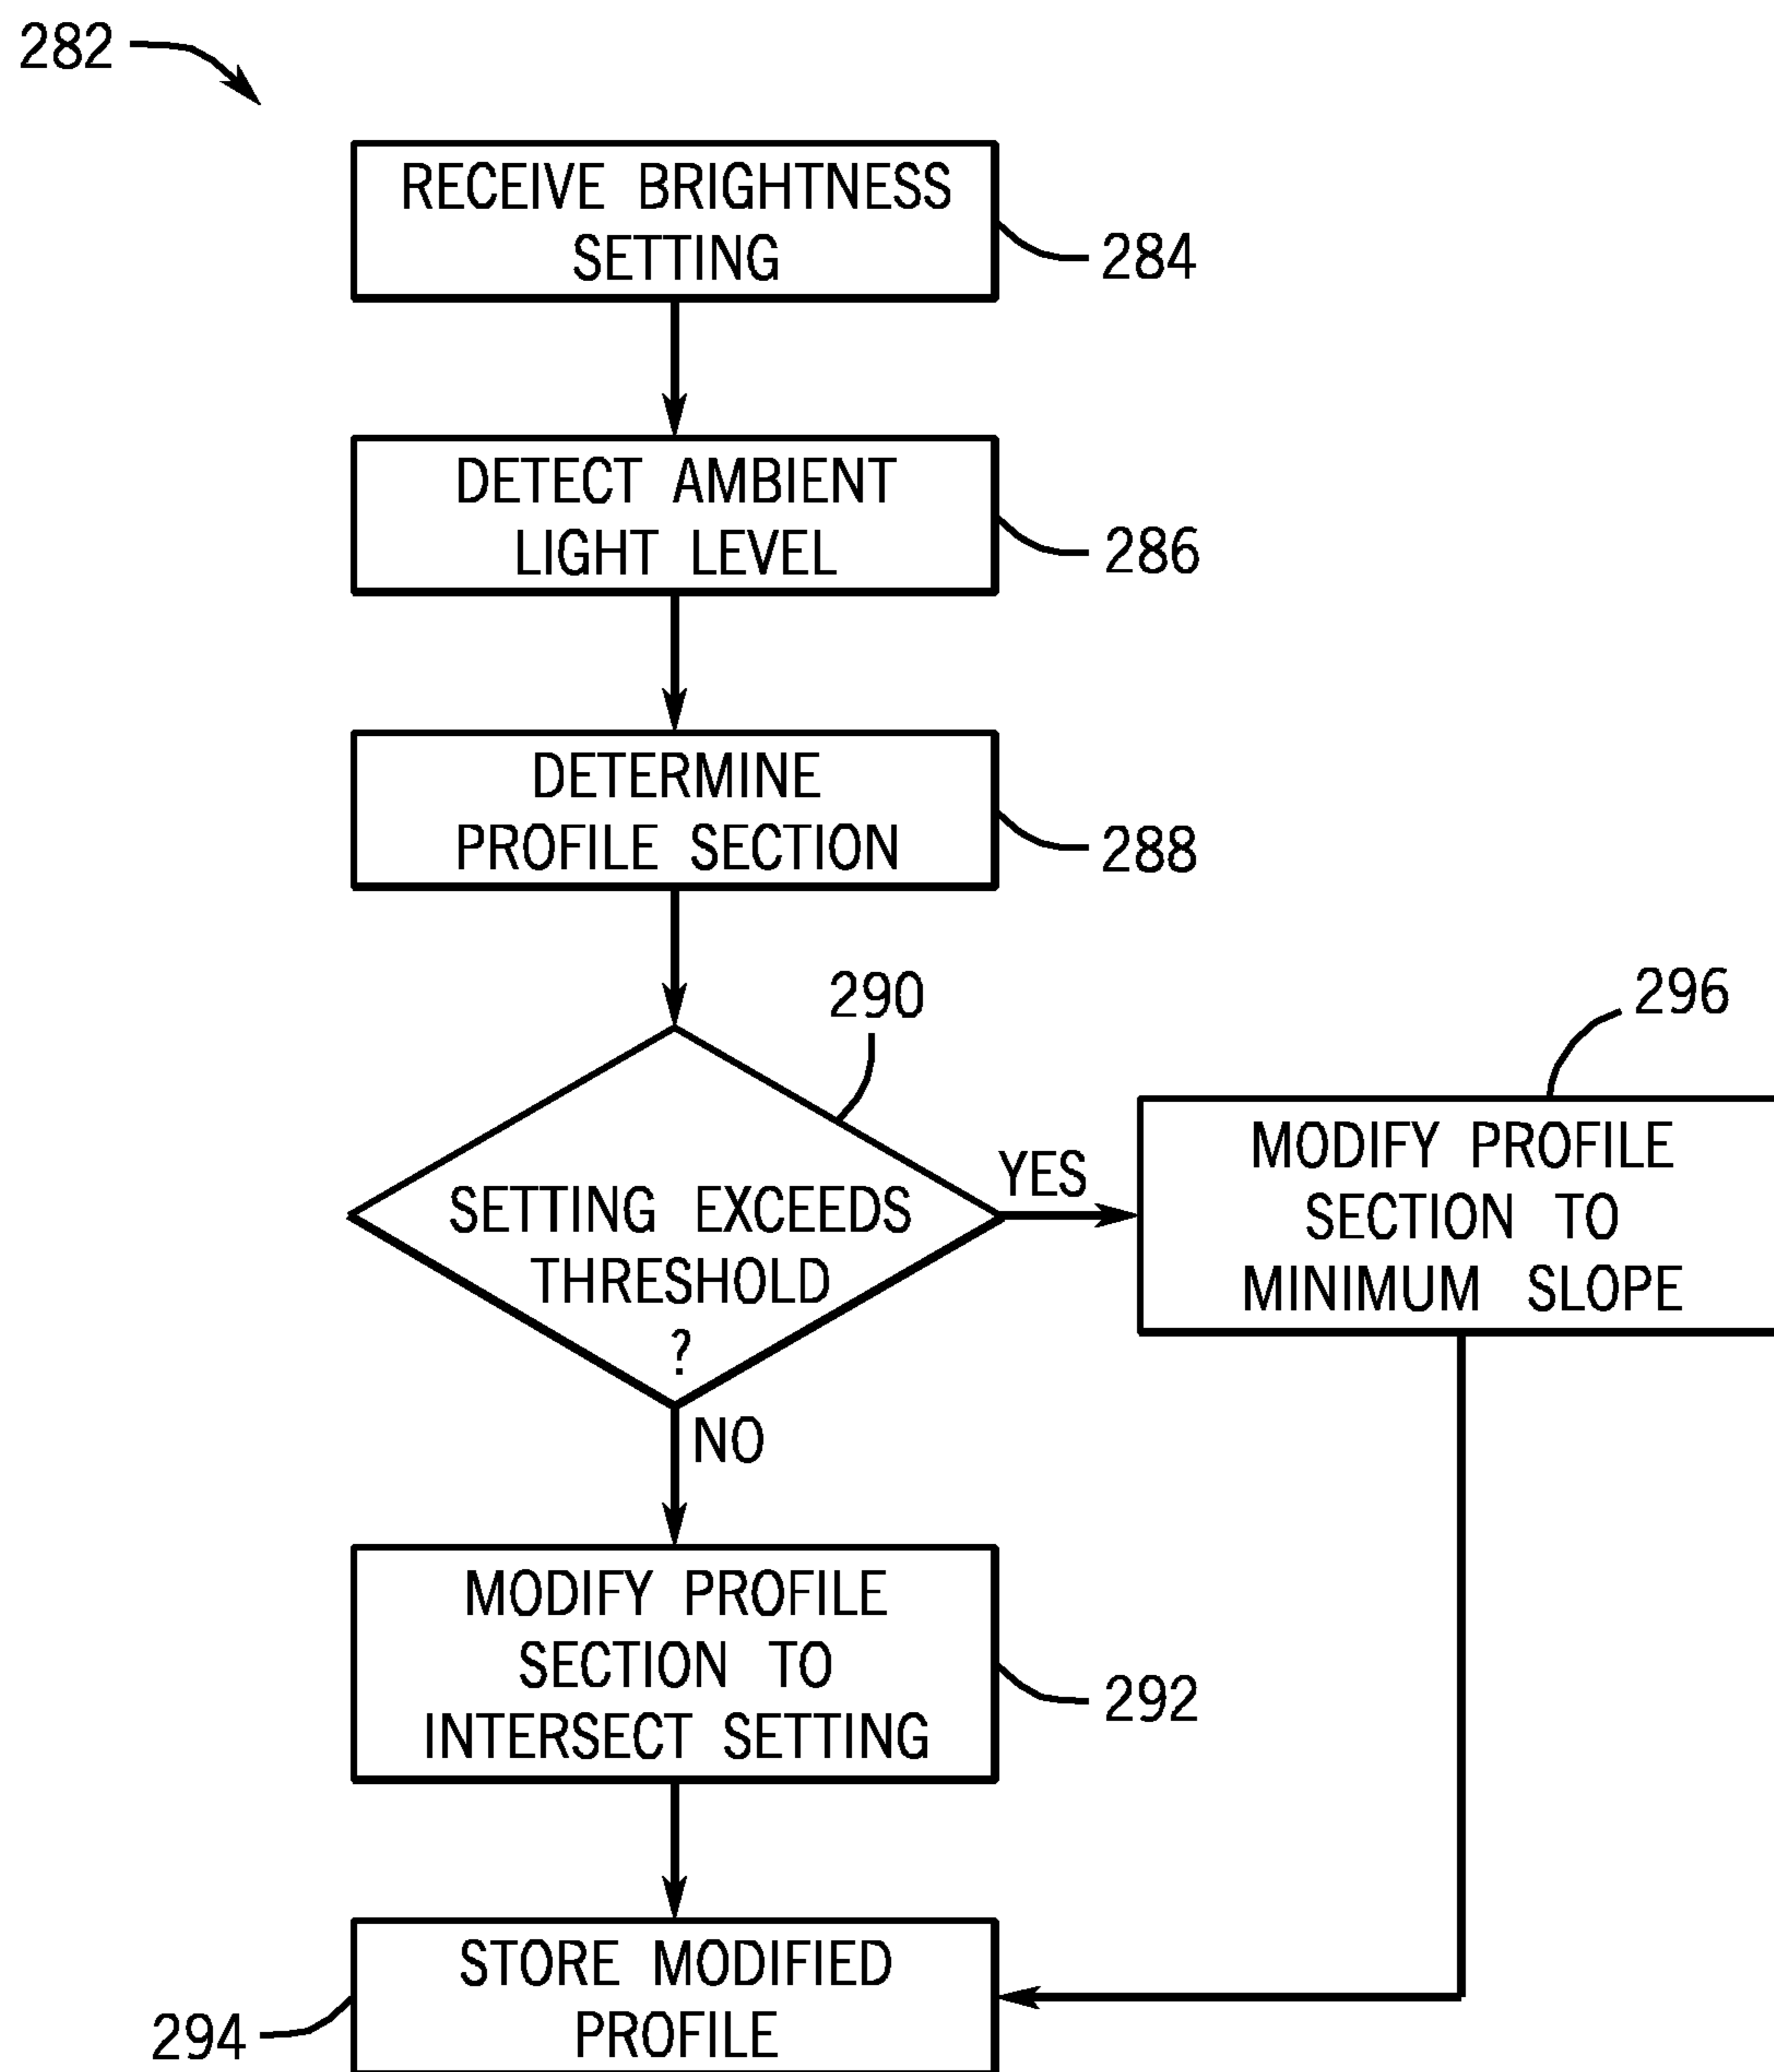 282
RECEIVE BRIGHTNESS
SETTING
284
DETECT AMBIENT
LIGHT LEVEL
286
DETERMINE
PROFILE SECTION
288
290
SETTING EXCEEDS
THRESHOLD
?
YES
296
MODIFY PROFILE
SECTION TO
MINIMUM SLOPE
NO
MODIFY PROFILE
SECTION TO
INTERSECT SETTING
292
STORE MODIFIED
PROFILE
294